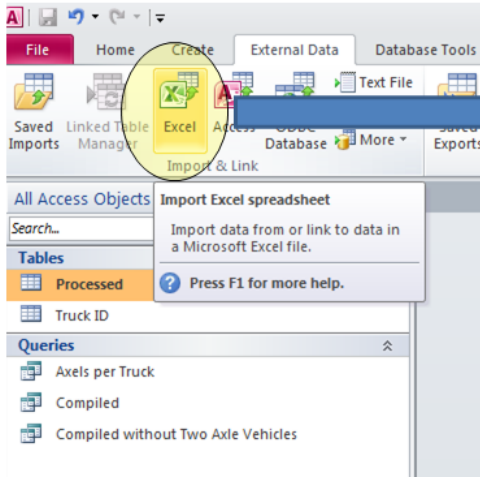 A
File Home Create External Data Database Tools
Text File
Saved Imports
Linked Table Manager
Excel
Database
More
Exports
Import & Link
All Access Objects
Import Excel spreadsheet
Import data from or link to data in
a Microsoft Excel file.
Press F1 for more help.
Search...
Tables
Processed
Truck ID
Queries
Axels per Truck
Compiled
Compiled without Two Axle Vehicles